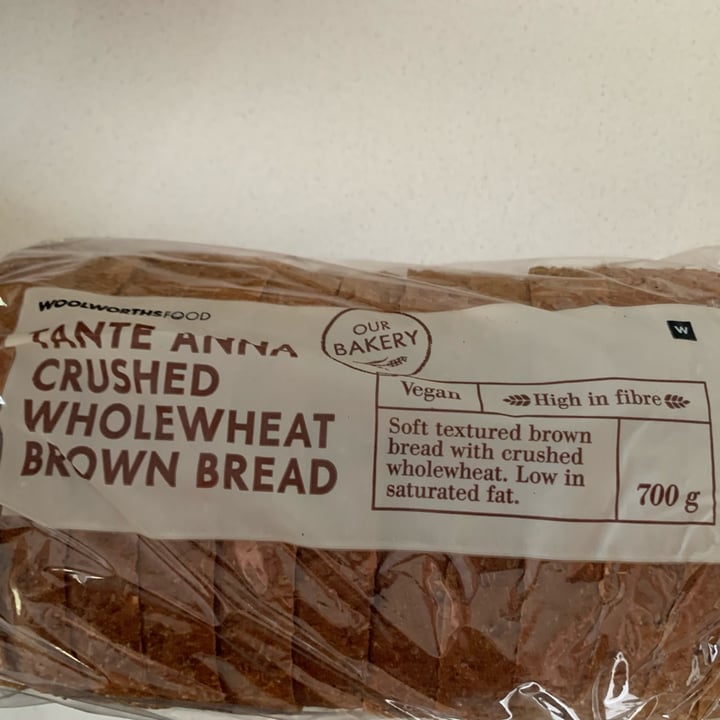 WOOLWORTHSFOOD
TANTE ANNA
CRUSHED
WHOLEWHEAT
BROWN BREAD
OUR
BAKERY
W
Vegan
High in fibre
Soft textured brown
bread with crushed
wholewheat. Low in
saturated fat.
700 g